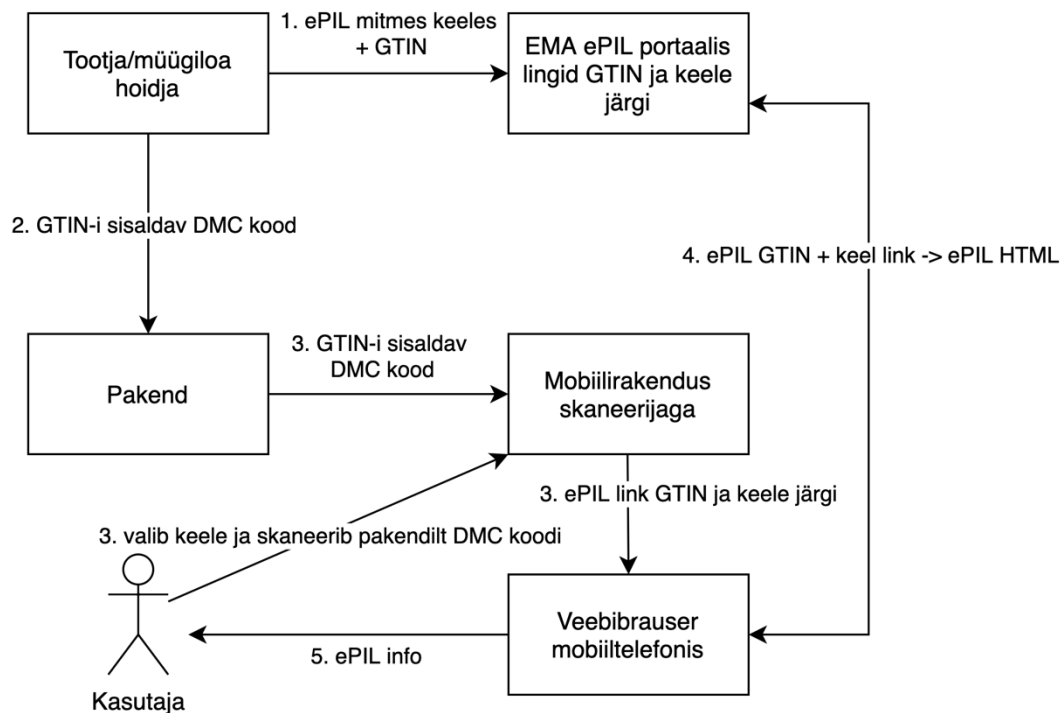 1. ePIL mitmes keeles
+ GTIN
Tootja/müügiloa
hoidja
EMA ePIL portaalis
lingid GTIN ja keele
järgi
2. GTIN-i sisaldav DMC kood
4. ePIL GTIN + keel link -> ePIL HTML
3. GTIN-i sisaldav
DMC kood
Pakend
Mobiilirakendus
skaneerijaga
3. ePIL link GTIN ja keele järgi
3. valib keele ja skaneerib pakendilt DMC koodi
Veebibrauser
mobiiltelefonis
5. ePIL info
Kasutaja